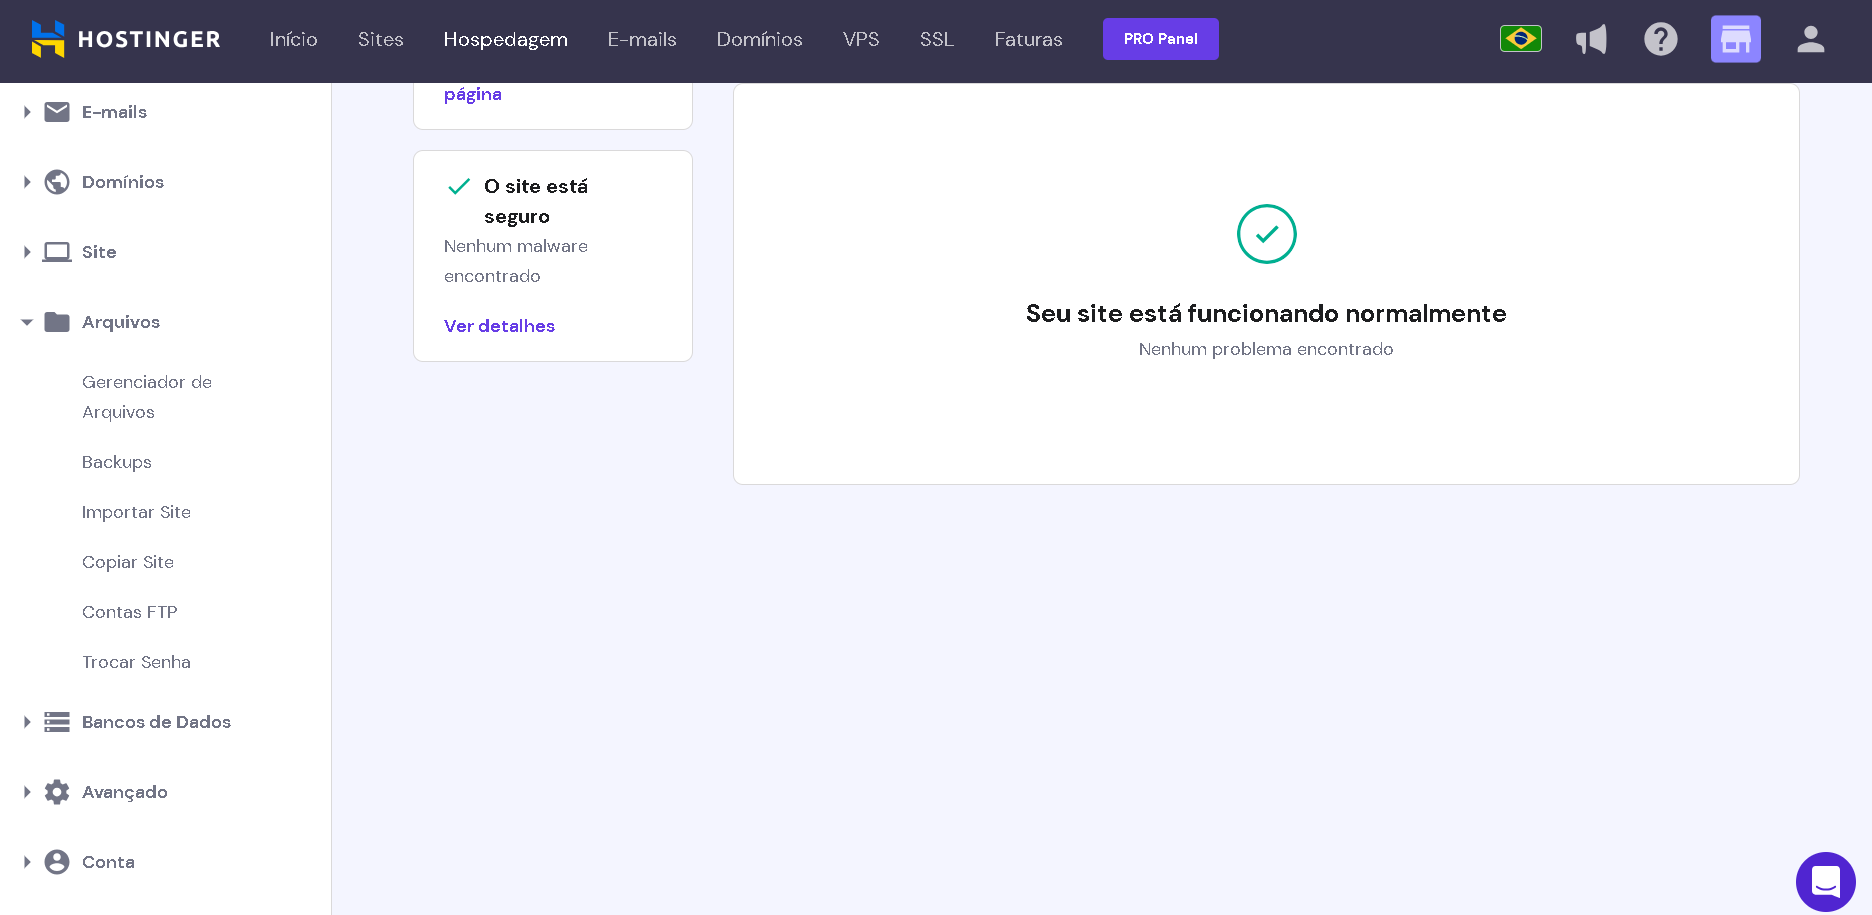 HOSTINGER
Início
Sites
Hospedagem
E-mails
Domínios
VPS
SSL
Faturas
PRO Panel
E-mails
Domínios
Site
Arquivos
Gerenciador de
Arquivos
Backups
Importar Site
Copiar Site
Contas FTP
Trocar Senha
Bancos de Dados
Avançado
Conta
página
O site está
seguro
Nenhum malware
encontrado
Ver detalhes
Seu site está funcionando normalmente
Nenhum problema encontrado